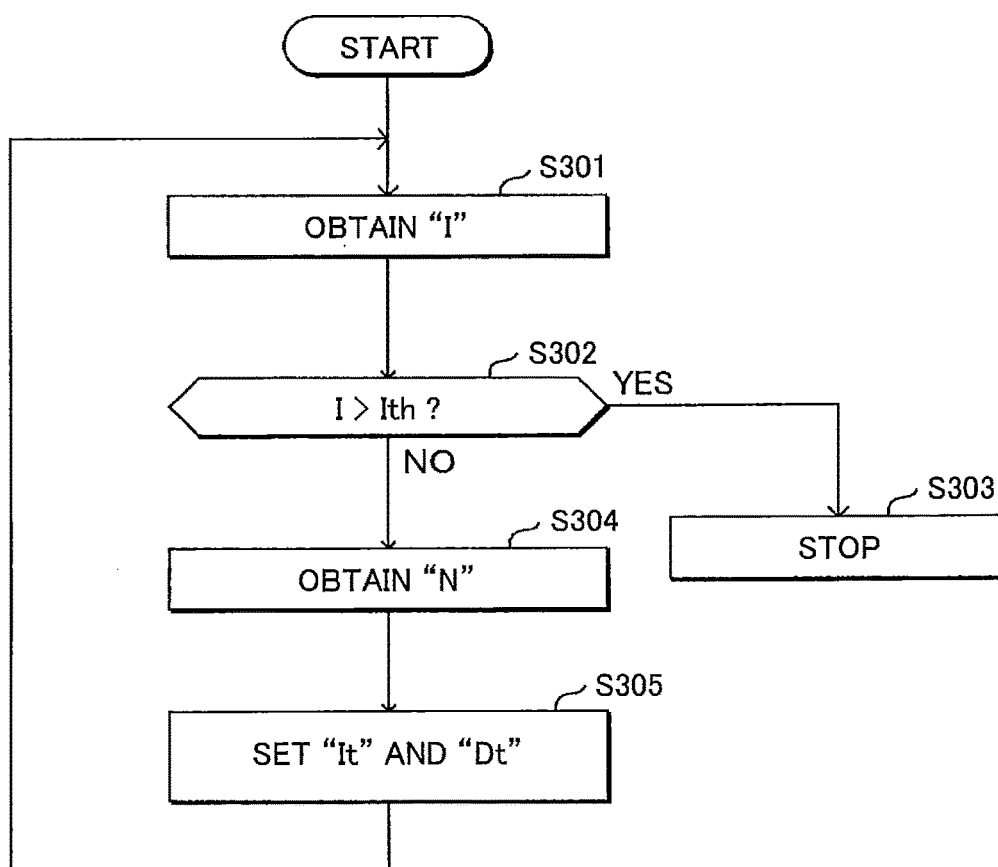 START
S301
OBTAIN “I”
S302
I > Ith ?
YES
NO
S303
STOP
S304
OBTAIN “N”
S305
SET “It” AND “Dt”